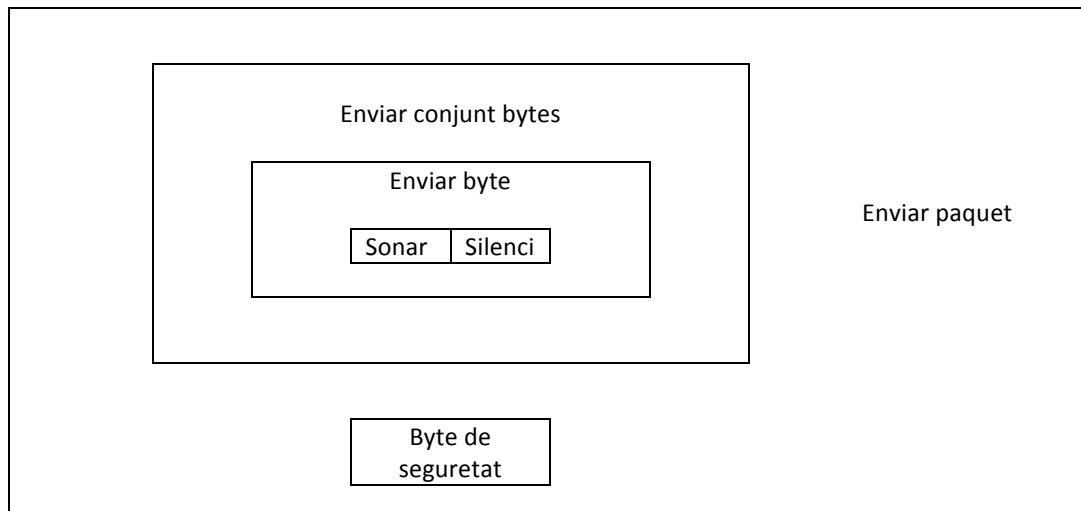 Enviar conjunt bytes
Enviar byte
Enviar paquet
Sonar
Silenci
Byte de
seguretat